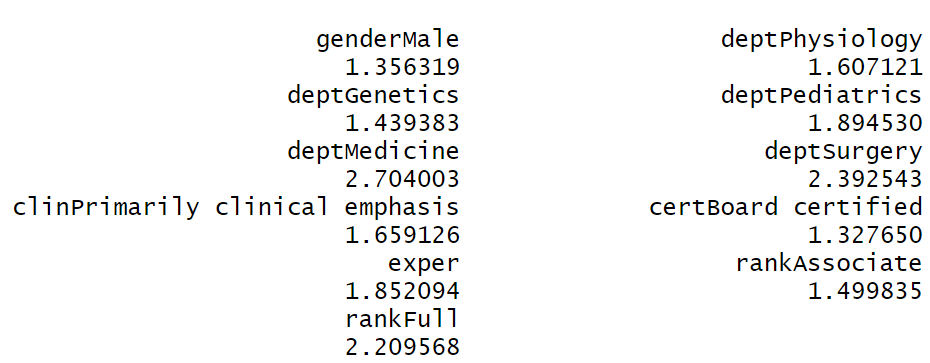 genderMale deptPhysiology
1.356319 1.607121
deptGenetics deptPediatrics
1.439383 1.894530
deptMedicine deptSurgery
2.704003 2.392543
clinPrimarily clinical emphasis certBoard certified
1.659126 1.327650
exper rankAssociate
1.852094 1.499835
rankFull
2.209568